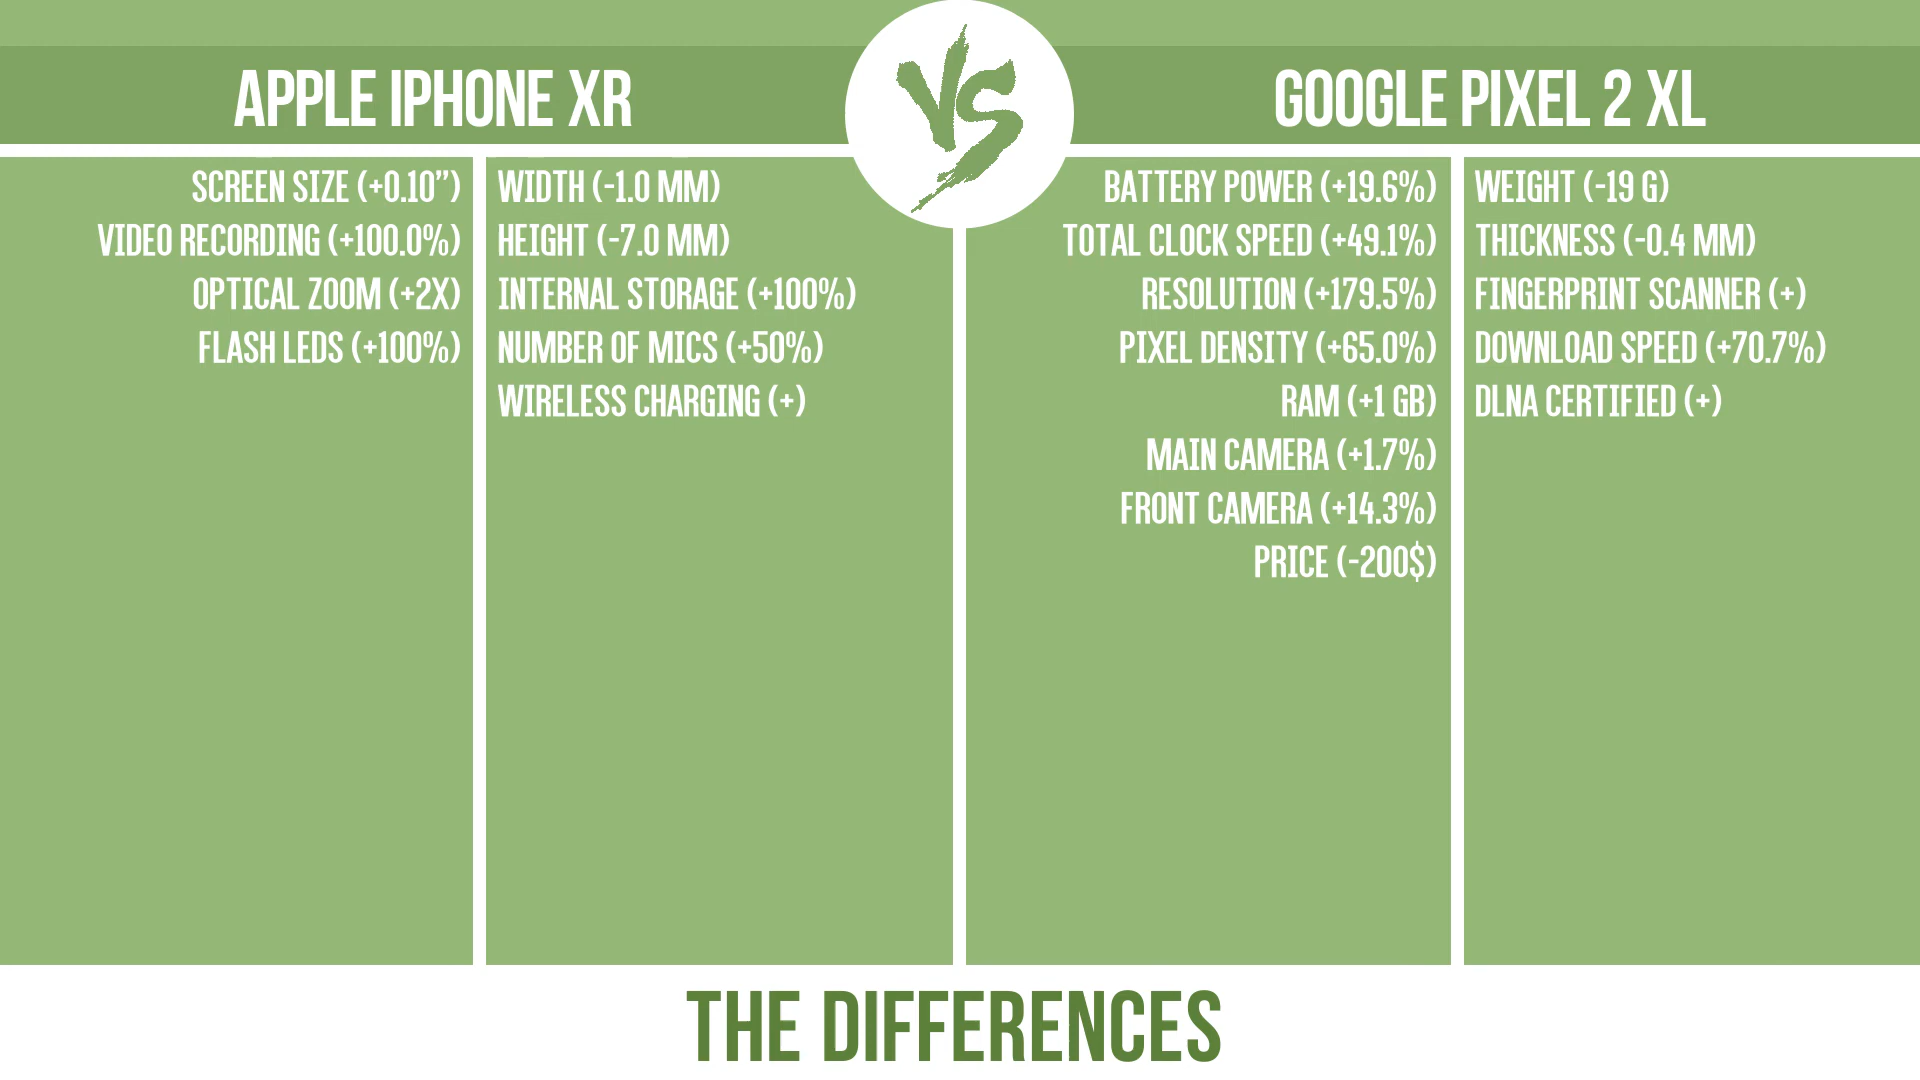 APPLE IPHONE XR
VS
GOOGLE PIXEL 2 XL
SCREEN SIZE (+0.10”)
VIDEO RECORDING (+100.0%)
OPTICAL ZOOM (+2X)
FLASH LEDS (+100%)
WIDTH (-1.0 MM)
HEIGHT (-7.0 MM)
INTERNAL STORAGE (+100%)
NUMBER OF MICS (+50%)
WIRELESS CHARGING (+)
BATTERY POWER (+19.6%)
TOTAL CLOCK SPEED (+49.1%)
RESOLUTION (+179.5%)
PIXEL DENSITY (+65.0%)
RAM (+1 GB)
MAIN CAMERA (+1.7%)
FRONT CAMERA (+14.3%)
PRICE (-200$)
WEIGHT (-19 G)
THICKNESS (-0.4 MM)
FINGERPRINT SCANNER (+)
DOWNLOAD SPEED (+70.7%)
DLNA CERTIFIED (+)
THE DIFFERENCES